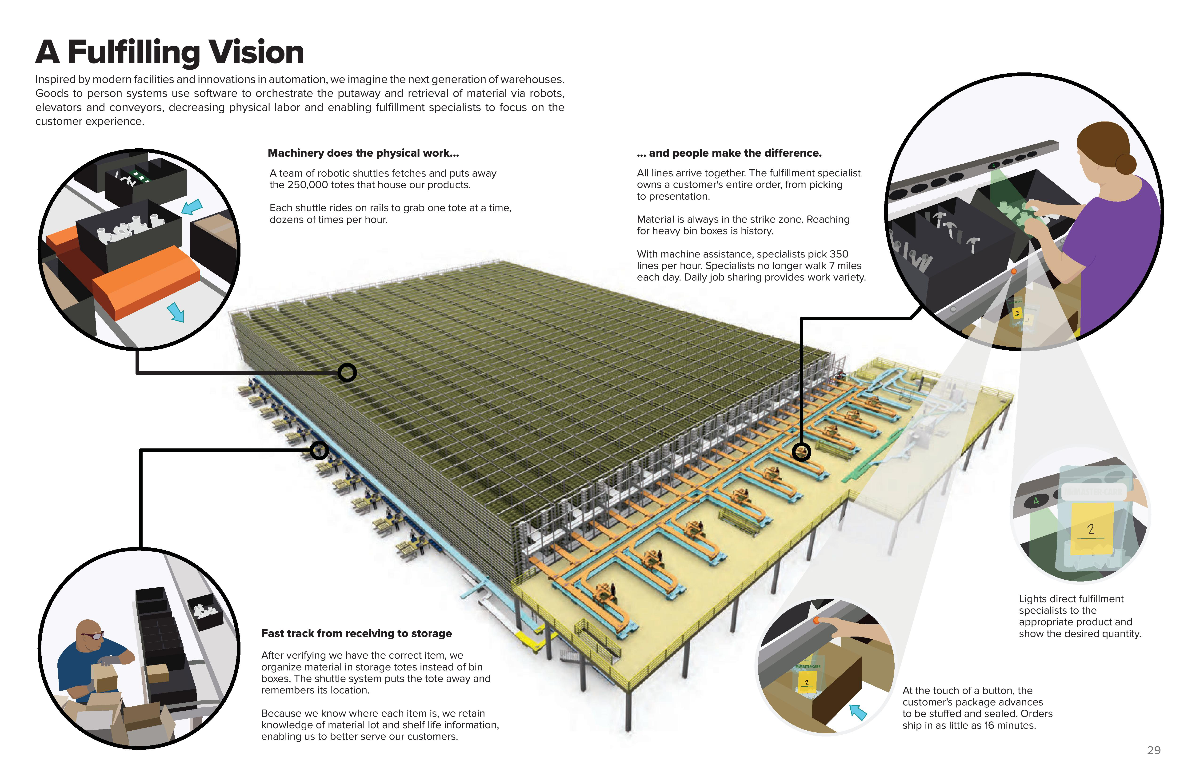 A Fulfilling Vision
Inspired by modern facilities and innovations in automation, we imagine the next generation of warehouses.
Goods to person systems use software to orchestrate the putaway and retrieval of material via robots,
elevators and conveyors, decreasing physical labor and enabling fulfillment specialists to focus on the
customer experience.
Machinery does the physical work...
A team of robotic shuttles fetches and puts away
the 250,000 totes that house our products.
Each shuttle rides on rails to grab one tote at a time,
dozens of times per hour.
... and people make the difference.
All lines arrive together. The fulfillment specialist
owns a customer's entire order, from picking
to presentation.
Material is always in the strike zone. Reaching
for heavy bin boxes is history.
With machine assistance, specialists pick 350
lines per hour. Specialists no longer walk 7 miles
each day. Daily job sharing provides work variety.
Fast track from receiving to storage
After verifying we have the correct item, we
organize material in storage totes instead of bin
boxes. The shuttle system puts the tote away and
remembers its location.
Because we know where each item is, we retain
knowledge of material lot and shelf life information,
enabling us to better serve our customers.
4
2
Lights direct fulfillment
specialists to the
appropriate product and
show the desired quantity.
2
At the touch of a button, the
customer's package advances
to be stuffed and sealed. Orders
ship in as little as 16 minutes.
29